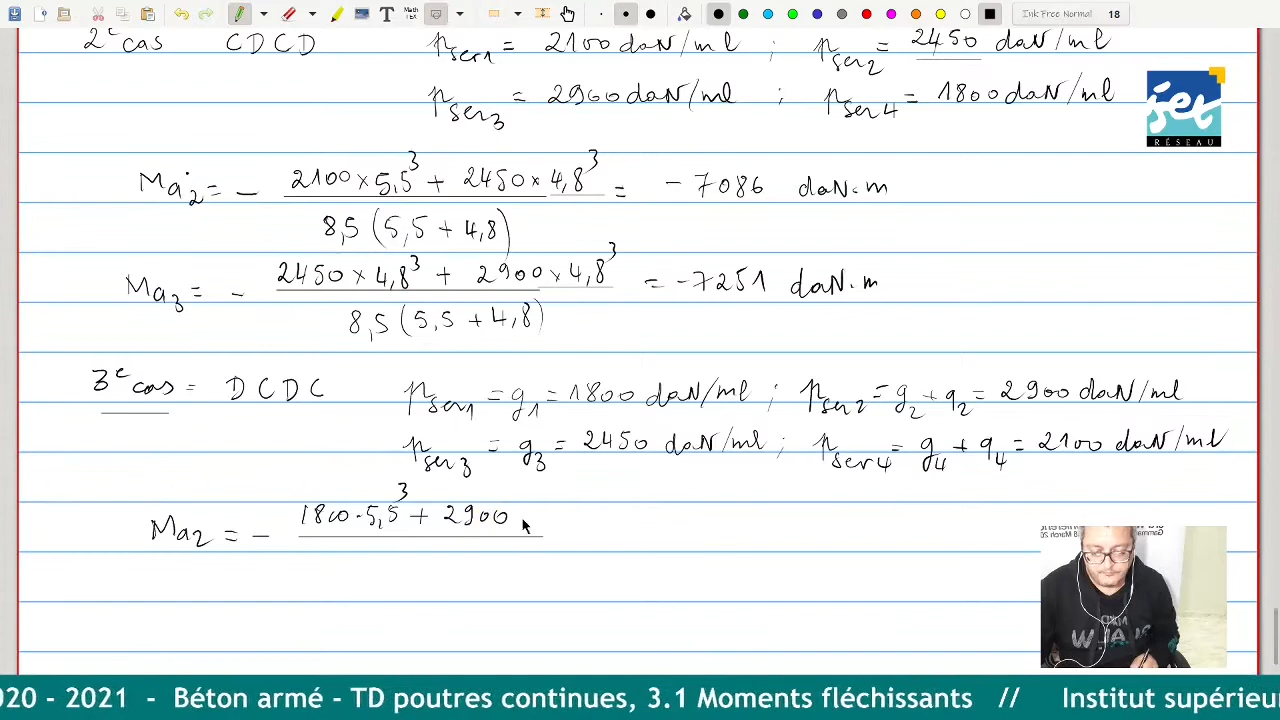 Math TEX
Ink Free Normal
18
2e cas CDCD pser1 = 2100 daN/ml ; pser2 = 2450 daN/ml
pser3 = 2900 daN/ml ; pser4 = 1800 daN/ml
iset
RÉSEAU
Ma2 = - (2100 × 5,5³ + 2450 × 4,8³) / 8,5 (5,5 + 4,8) = - 7086 daN.m
Ma3 = - (2450 × 4,8³ + 2900 × 4,8³) / 8,5 (5,5 + 4,8) = - 7251 daN.m
3e cas = DCDC pser1 = g1 = 1800 daN/ml ; pser2 = g2 + q2 = 2900 daN/ml
pser3 = g3 = 2450 daN/ml ; pser4 = g4 + q4 = 2100 daN/ml
Ma2 = - 1800 · 5,5³ + 2900
020 - 2021 - Béton armé - TD poutres continues, 3.1 Moments fléchissants // Institut supérieu